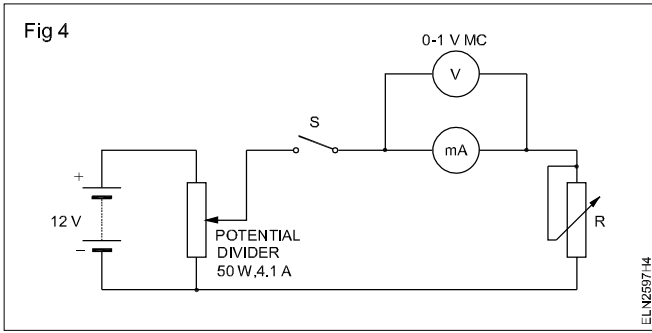 Fig 4
0-1 V MC
V
S
mA
+
12 V
–
POTENTIAL
DIVIDER
50 W,4.1 A
R
ELN2597H4